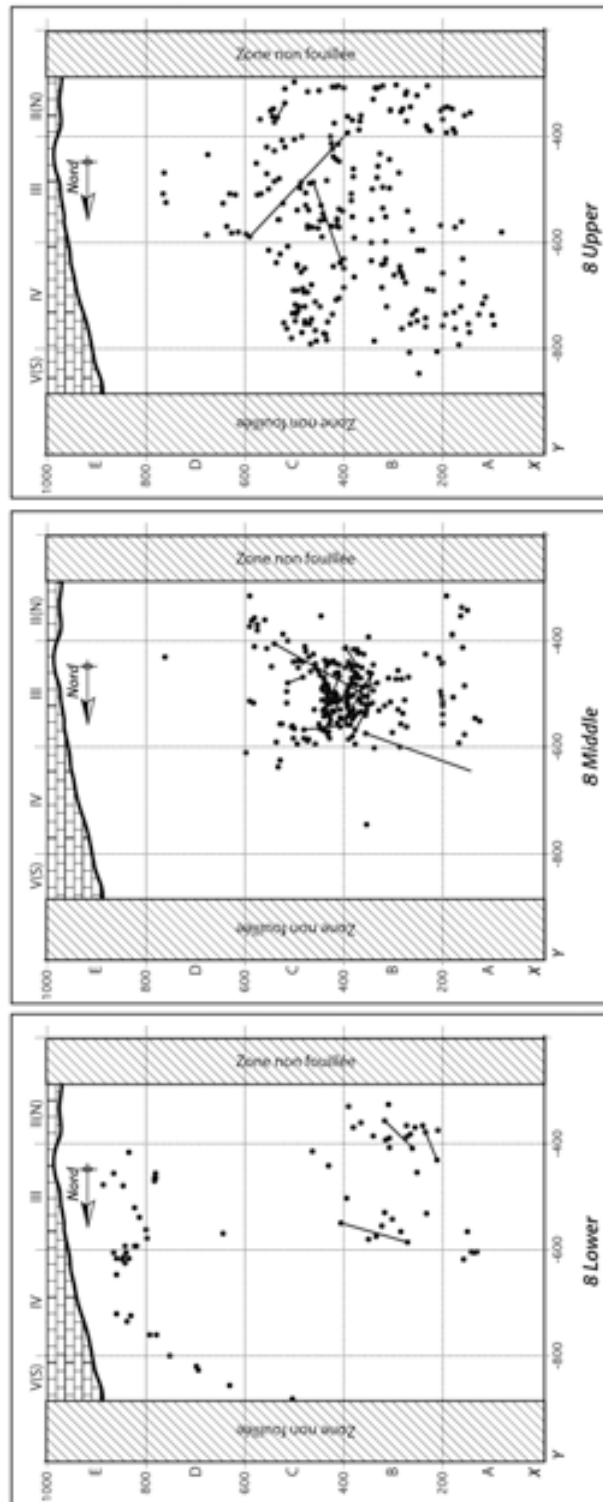 Zone non fouillée
II(N)
III
IV
V(S)
Nord
Zone non fouillée
1000
E
800
D
C
600
400
B
200
A
X
Y
-400
-600
-800
8 Upper
Zone non fouillée
II(N)
III
IV
V(S)
Nord
Zone non fouillée
1000
E
800
D
C
600
400
B
200
A
X
Y
-400
-600
-800
8 Middle
Zone non fouillée
II(N)
III
IV
V(S)
Nord
Zone non fouillée
1000
E
800
D
C
600
400
B
200
A
X
Y
-400
-600
-800
8 Lower